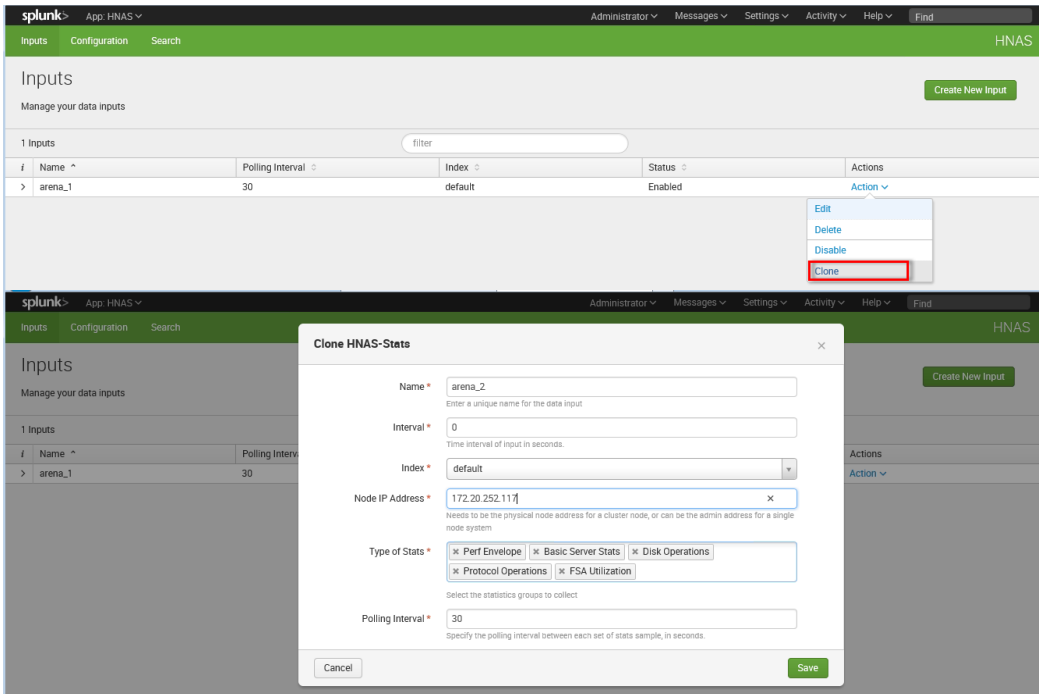 splunk> App: HNAS Administrator Messages Settings Activity Help Find
Inputs Configuration Search HNAS
Inputs
Create New Input
Manage your data inputs
1 Inputs filter
i Name Polling Interval Index Status Actions
> arena_1 30 default Enabled Action
Edit
Delete
Disable
Clone
splunk> App: HNAS Administrator Messages Settings Activity Help Find
Inputs Configuration Search HNAS
Clone HNAS-Stats ×
Inputs
Create New Input
Manage your data inputs
Name * arena_2
Enter a unique name for the data input
1 Inputs
Interval * 0
Time interval of input in seconds.
i Name Polling Interv Actions
> arena_1 30 Action
Index * default
Node IP Address * 172.20.252.117 ×
Needs to be the physical node address for a cluster node, or can be the admin address for a single
node system
Type of Stats * × Perf Envelope × Basic Server Stats × Disk Operations
× Protocol Operations × FSA Utilization
Select the statistics groups to collect
Polling Interval * 30
Specify the polling interval between each set of stats sample, in seconds.
Cancel Save